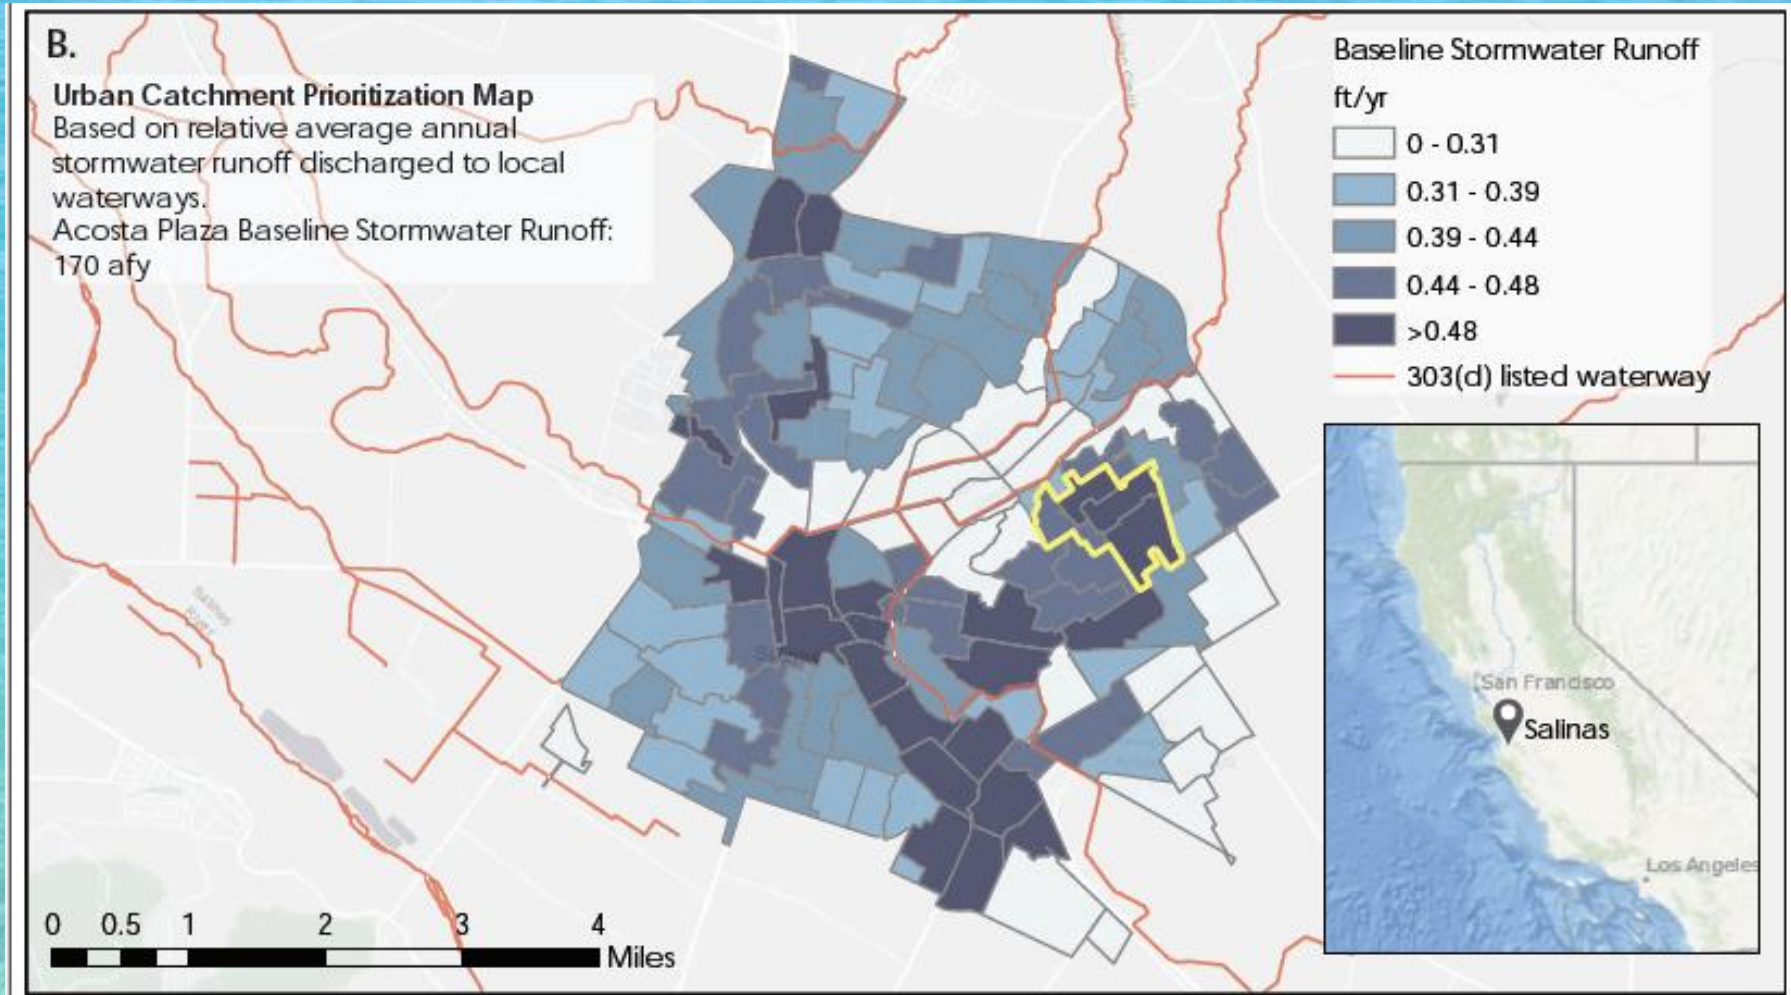 B.
Urban Catchment Prioritization Map
Based on relative average annual
stormwater runoff discharged to local
waterways.
Acosta Plaza Baseline Stormwater Runoff:
170 afy
Baseline Stormwater Runoff
ft/yr
0 - 0.31
0.31 - 0.39
0.39 - 0.44
0.44 - 0.48
>0.48
303(d) listed waterway
Salinas
River
Salinas
San Francisco
Salinas
Los Angeles
0 0.5 1 2 3 4
Miles